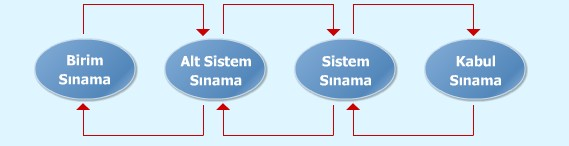 Birim
Sınama
Alt Sistem
Sınama
Sistem
Sınama
Kabul
Sınama